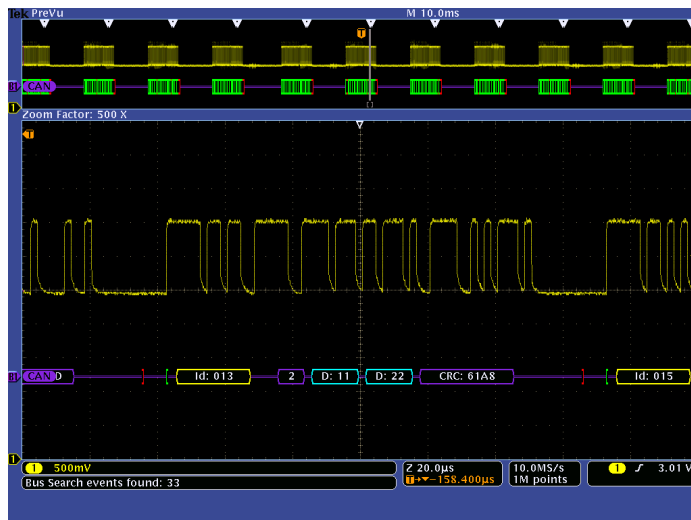 Tek PreVu M 10.0ms
T
B1 CAN
1
Zoom Factor: 500 X
T
B1 CAN D Id: 013 2 D: 11 D: 22 CRC: 61A8 Id: 015
1
1 500mV
Z 20.0µs
10.0MS/s
1 3.01 V
T→▼-158.400µs
1M points
Bus Search events found: 33